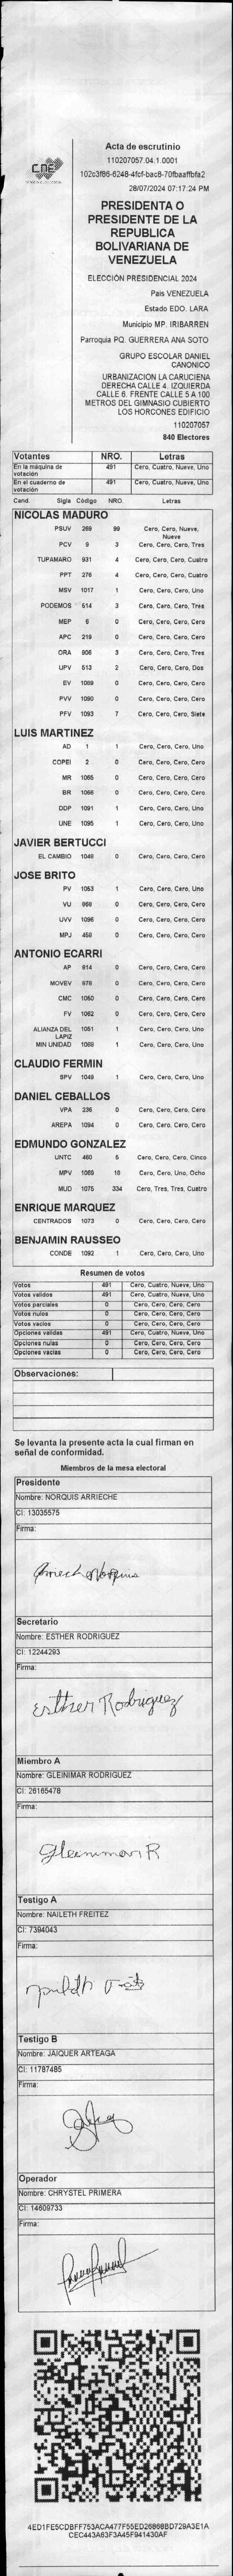 CNE
Acta de escrutinio
110207057.04.1.0001
102c3f86-6248-4fcf-bac8-70fbaaffbfa2
28/07/2024 07:17:24 PM
PRESIDENTA O
PRESIDENTE DE LA
REPUBLICA
BOLIVARIANA DE
VENEZUELA
ELECCIÓN PRESIDENCIAL 2024
Pais VENEZUELA
Estado EDO. LARA
Municipio MP. IRIBARREN
Parroquia PQ. GUERRERA ANA SOTO
GRUPO ESCOLAR DANIEL
CANONICO
URBANIZACION LA CARUCIENA
DERECHA CALLE 4. IZQUIERDA
CALLE 6. FRENTE CALLE 5 A 100
METROS DEL GIMNASIO CUBIERTO
LOS HORCONES EDIFICIO
110207057
840 Electores
Votantes NRO. Letras
En la máquina de votación 491 Cero, Cuatro, Nueve, Uno
En el cuaderno de votación 491 Cero, Cuatro, Nueve, Uno
Cand. Sigla Código NRO. Letras
NICOLAS MADURO
PSUV 269 99 Cero, Cero, Nueve, Nueve
PCV 9 3 Cero, Cero, Cero, Tres
TUPAMARO 931 4 Cero, Cero, Cero, Cuatro
PPT 276 4 Cero, Cero, Cero, Cuatro
MSV 1017 1 Cero, Cero, Cero, Uno
PODEMOS 514 3 Cero, Cero, Cero, Tres
MEP 6 0 Cero, Cero, Cero, Cero
APC 219 0 Cero, Cero, Cero, Cero
ORA 906 3 Cero, Cero, Cero, Tres
UPV 513 2 Cero, Cero, Cero, Dos
EV 1089 0 Cero, Cero, Cero, Cero
PVV 1090 0 Cero, Cero, Cero, Cero
PFV 1093 7 Cero, Cero, Cero, Siete
LUIS MARTINEZ
AD 1 1 Cero, Cero, Cero, Uno
COPEI 2 0 Cero, Cero, Cero, Cero
MR 1065 0 Cero, Cero, Cero, Cero
BR 1066 0 Cero, Cero, Cero, Cero
DDP 1091 1 Cero, Cero, Cero, Uno
UNE 1095 1 Cero, Cero, Cero, Uno
JAVIER BERTUCCI
EL CAMBIO 1048 0 Cero, Cero, Cero, Cero
JOSE BRITO
PV 1053 1 Cero, Cero, Cero, Uno
VU 969 0 Cero, Cero, Cero, Cero
UVV 1096 0 Cero, Cero, Cero, Cero
MPJ 458 0 Cero, Cero, Cero, Cero
ANTONIO ECARRI
AP 914 0 Cero, Cero, Cero, Cero
MOVEV 978 0 Cero, Cero, Cero, Cero
CMC 1050 0 Cero, Cero, Cero, Cero
FV 1062 0 Cero, Cero, Cero, Cero
ALIANZA DEL LAPIZ 1051 1 Cero, Cero, Cero, Uno
MIN UNIDAD 1068 1 Cero, Cero, Cero, Uno
CLAUDIO FERMIN
SPV 1049 1 Cero, Cero, Cero, Uno
DANIEL CEBALLOS
VPA 236 0 Cero, Cero, Cero, Cero
AREPA 1094 0 Cero, Cero, Cero, Cero
EDMUNDO GONZALEZ
UNTC 460 5 Cero, Cero, Cero, Cinco
MPV 1069 18 Cero, Cero, Uno, Ocho
MUD 1075 334 Cero, Tres, Tres, Cuatro
ENRIQUE MARQUEZ
CENTRADOS 1073 0 Cero, Cero, Cero, Cero
BENJAMIN RAUSSEO
CONDE 1092 1 Cero, Cero, Cero, Uno
Resumen de votos
Votos 491 Cero, Cuatro, Nueve, Uno
Votos validos 491 Cero, Cuatro, Nueve, Uno
Votos parciales 0 Cero, Cero, Cero, Cero
Votos nulos 0 Cero, Cero, Cero, Cero
Votos vacios 0 Cero, Cero, Cero, Cero
Opciones validas 491 Cero, Cuatro, Nueve, Uno
Opciones nulas 0 Cero, Cero, Cero, Cero
Opciones vacias 0 Cero, Cero, Cero, Cero
Observaciones:
Se levanta la presente acta la cual firman en
señal de conformidad.
Miembros de la mesa electoral
Presidente
Nombre: NORQUIS ARRIECHE
CI: 13035575
Firma:
Secretario
Nombre: ESTHER RODRIGUEZ
CI: 12244293
Firma:
Esther Rodriguez
Miembro A
Nombre: GLEINIMAR RODRIGUEZ
CI: 26165478
Firma:
Gleinimar R
Testigo A
Nombre: NAILETH FREITEZ
CI: 7394043
Firma:
Testigo B
Nombre: JAIQUER ARTEAGA
CI: 11787485
Firma:
Operador
Nombre: CHRYSTEL PRIMERA
CI: 14609733
Firma:
4ED1FE5CDBFF753ACA477F55ED26868BD729A3E1A
CEC443A63F3A45F941430AF